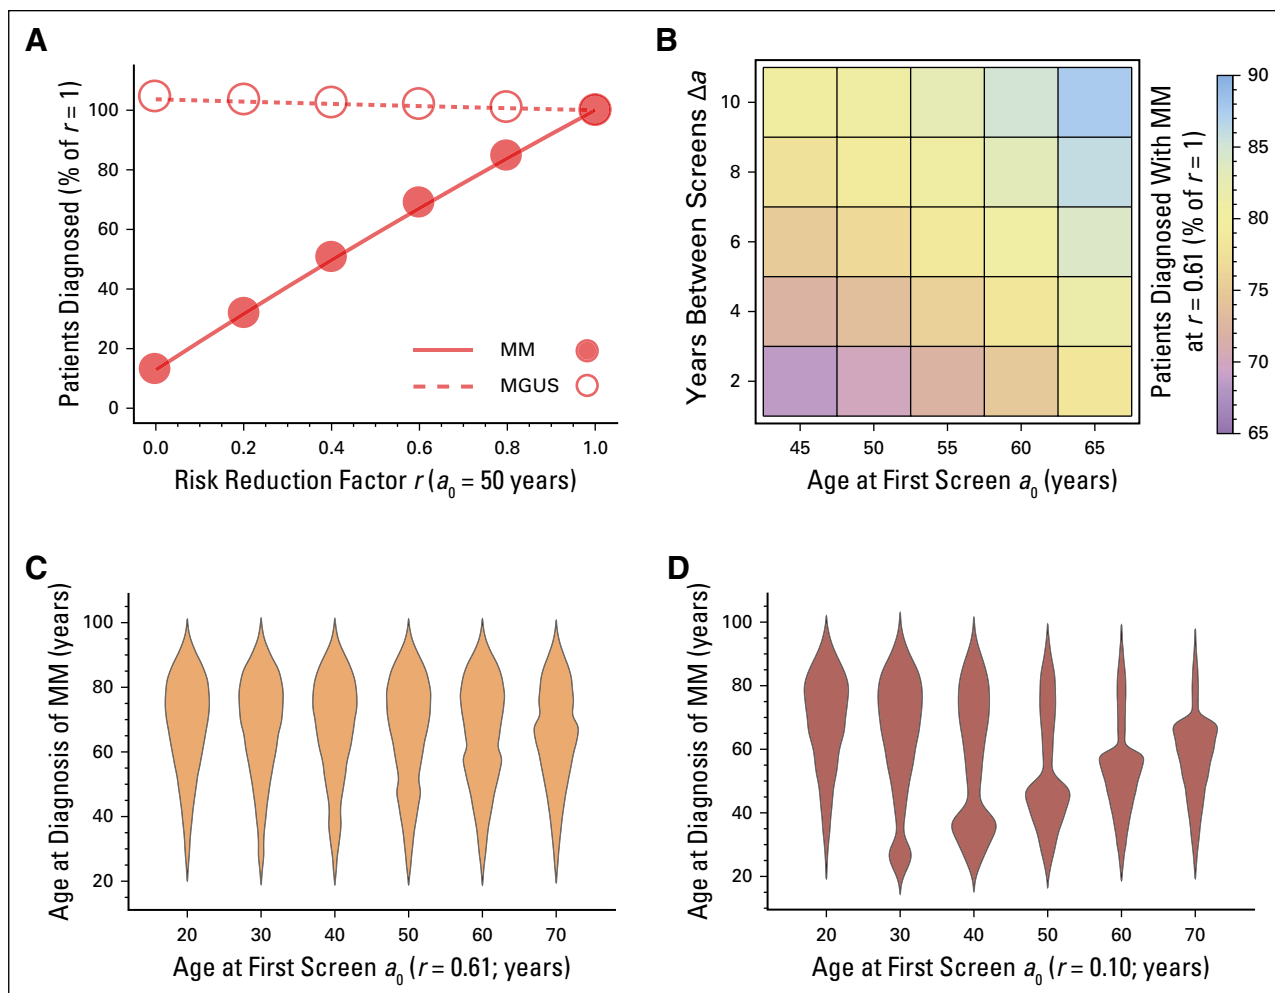 A
Patients Diagnosed (% of r = 1)
100
80
60
40
20
0
MM
MGUS
0.0 0.2 0.4 0.6 0.8 1.0
Risk Reduction Factor r (a0 = 50 years)
B
Years Between Screens Δa
10
8
6
4
2
45 50 55 60 65
Age at First Screen a0 (years)
Patients Diagnosed With MM
at r = 0.61 (% of r = 1)
90
85
80
75
70
65
C
Age at Diagnosis of MM (years)
100
80
60
40
20
20 30 40 50 60 70
Age at First Screen a0 (r = 0.61; years)
D
Age at Diagnosis of MM (years)
100
80
60
40
20
20 30 40 50 60 70
Age at First Screen a0 (r = 0.10; years)